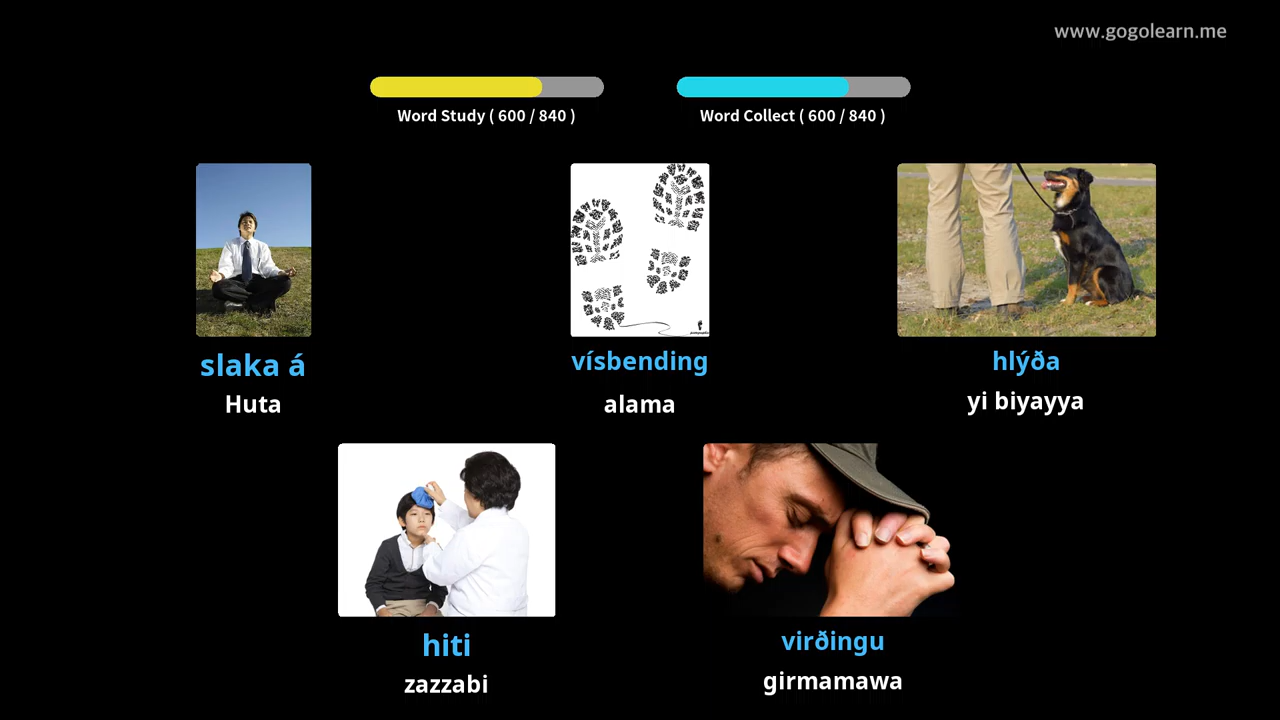 www.gogolearn.me
Word Study ( 600 / 840 )
Word Collect ( 600 / 840 )
slaka á
Huta
vísbending
alama
hlýða
yi biyayya
hiti
zazzabi
virðingu
girmamawa